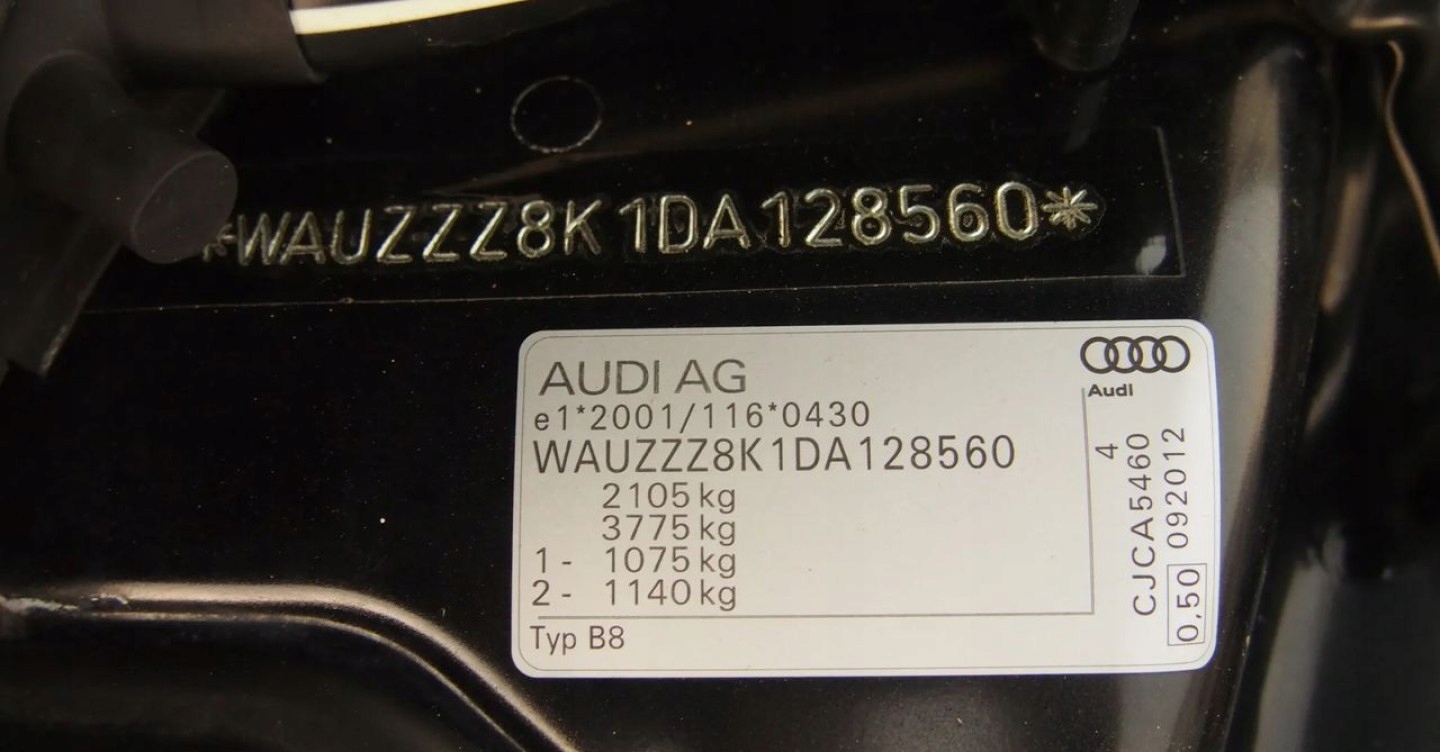 *WAUZZZ8K1DA128560*
AUDI AG
Audi
e1*2001/116*0430
WAUZZZ8K1DA128560
2105 kg
3775 kg
1 - 1075 kg
2 - 1140 kg
Typ B8
4
CJCA5460
0,50 092012